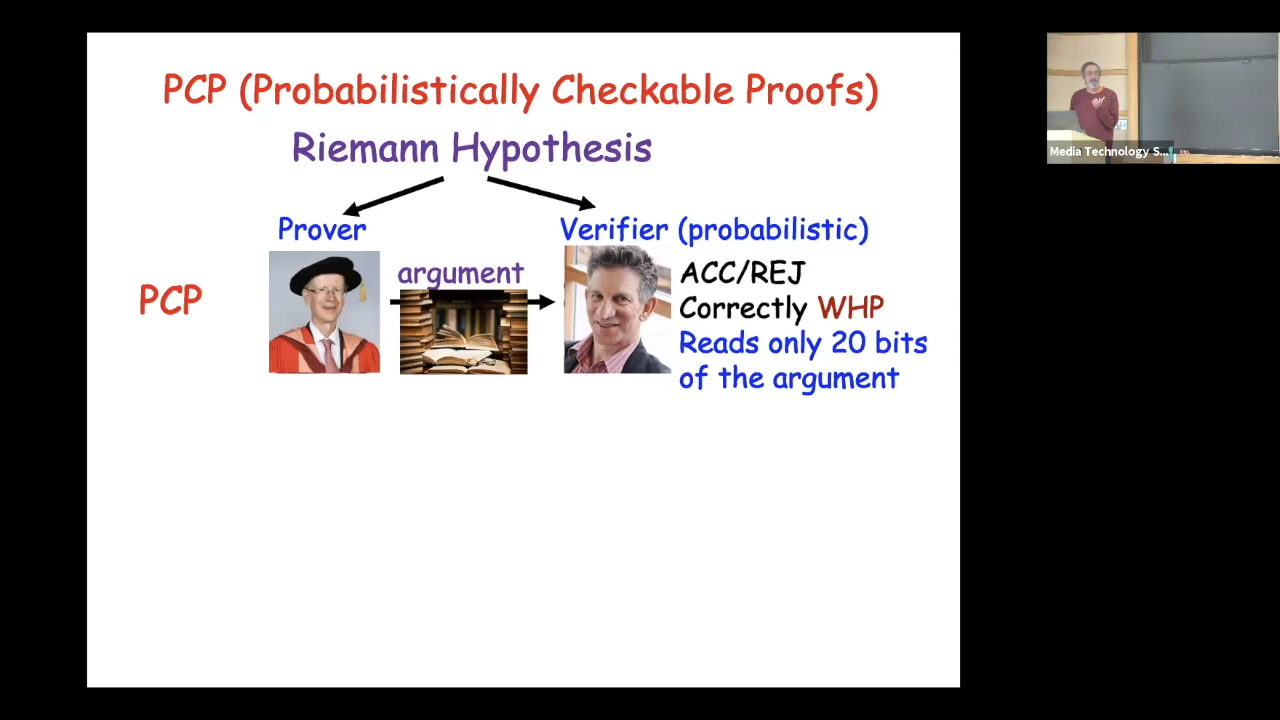 PCP (Probabilistically Checkable Proofs)
Riemann Hypothesis
Prover
Verifier (probabilistic)
argument
ACC/REJ
PCP
Correctly WHP
Reads only 20 bits
of the argument
Media Technology S...